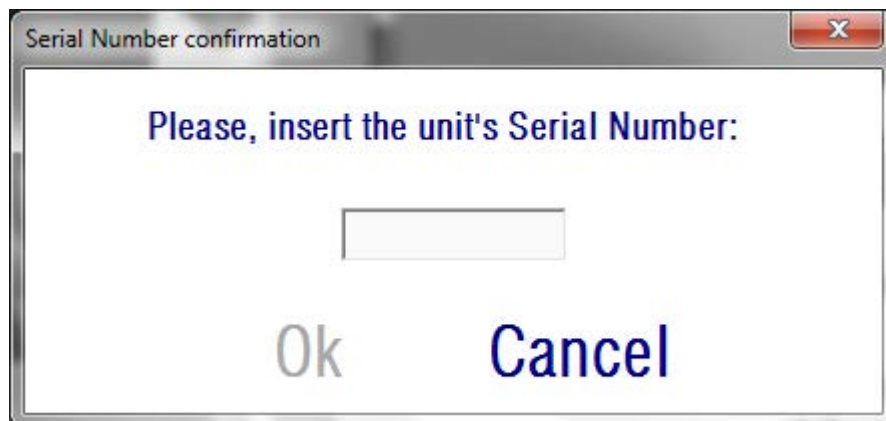 Serial Number confirmation
Please, insert the unit's Serial Number:
Ok Cancel